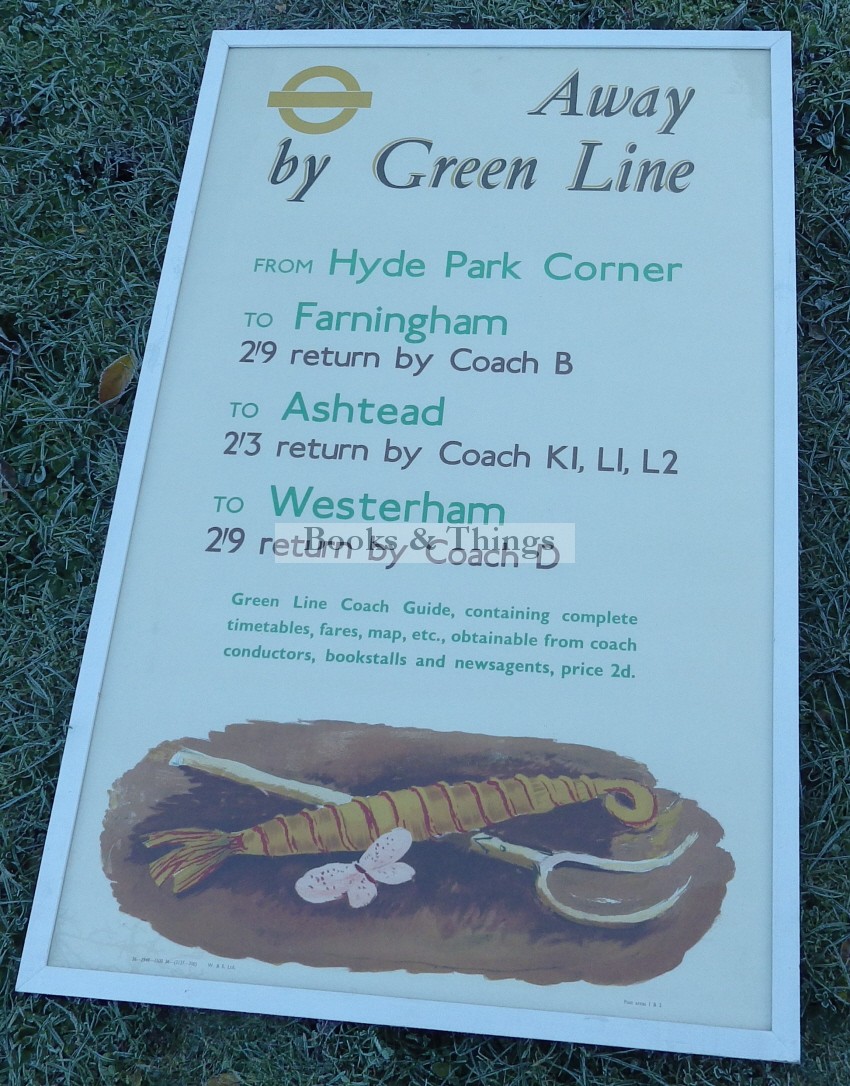 Away
by Green Line
FROM Hyde Park Corner
TO Farningham
2'9 return by Coach B
TO Ashtead
2'3 return by Coach K1, L1, L2
TO Westerham
2'9 return by Coach D
Books & Things
Green Line Coach Guide, containing complete
timetables, fares, map, etc., obtainable from coach
conductors, bookstalls and newsagents, price 2d.